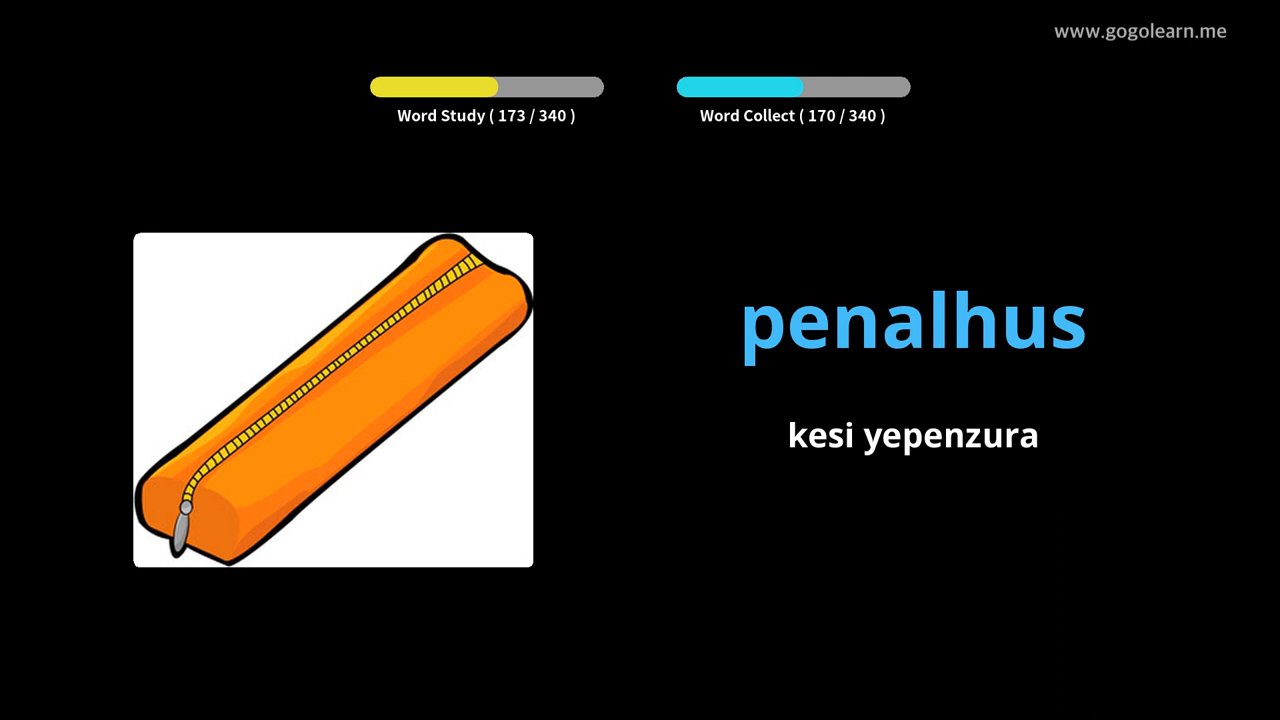 www.gogolearn.me
Word Study ( 173 / 340 )
Word Collect ( 170 / 340 )
penalhus
kesi yepenzura